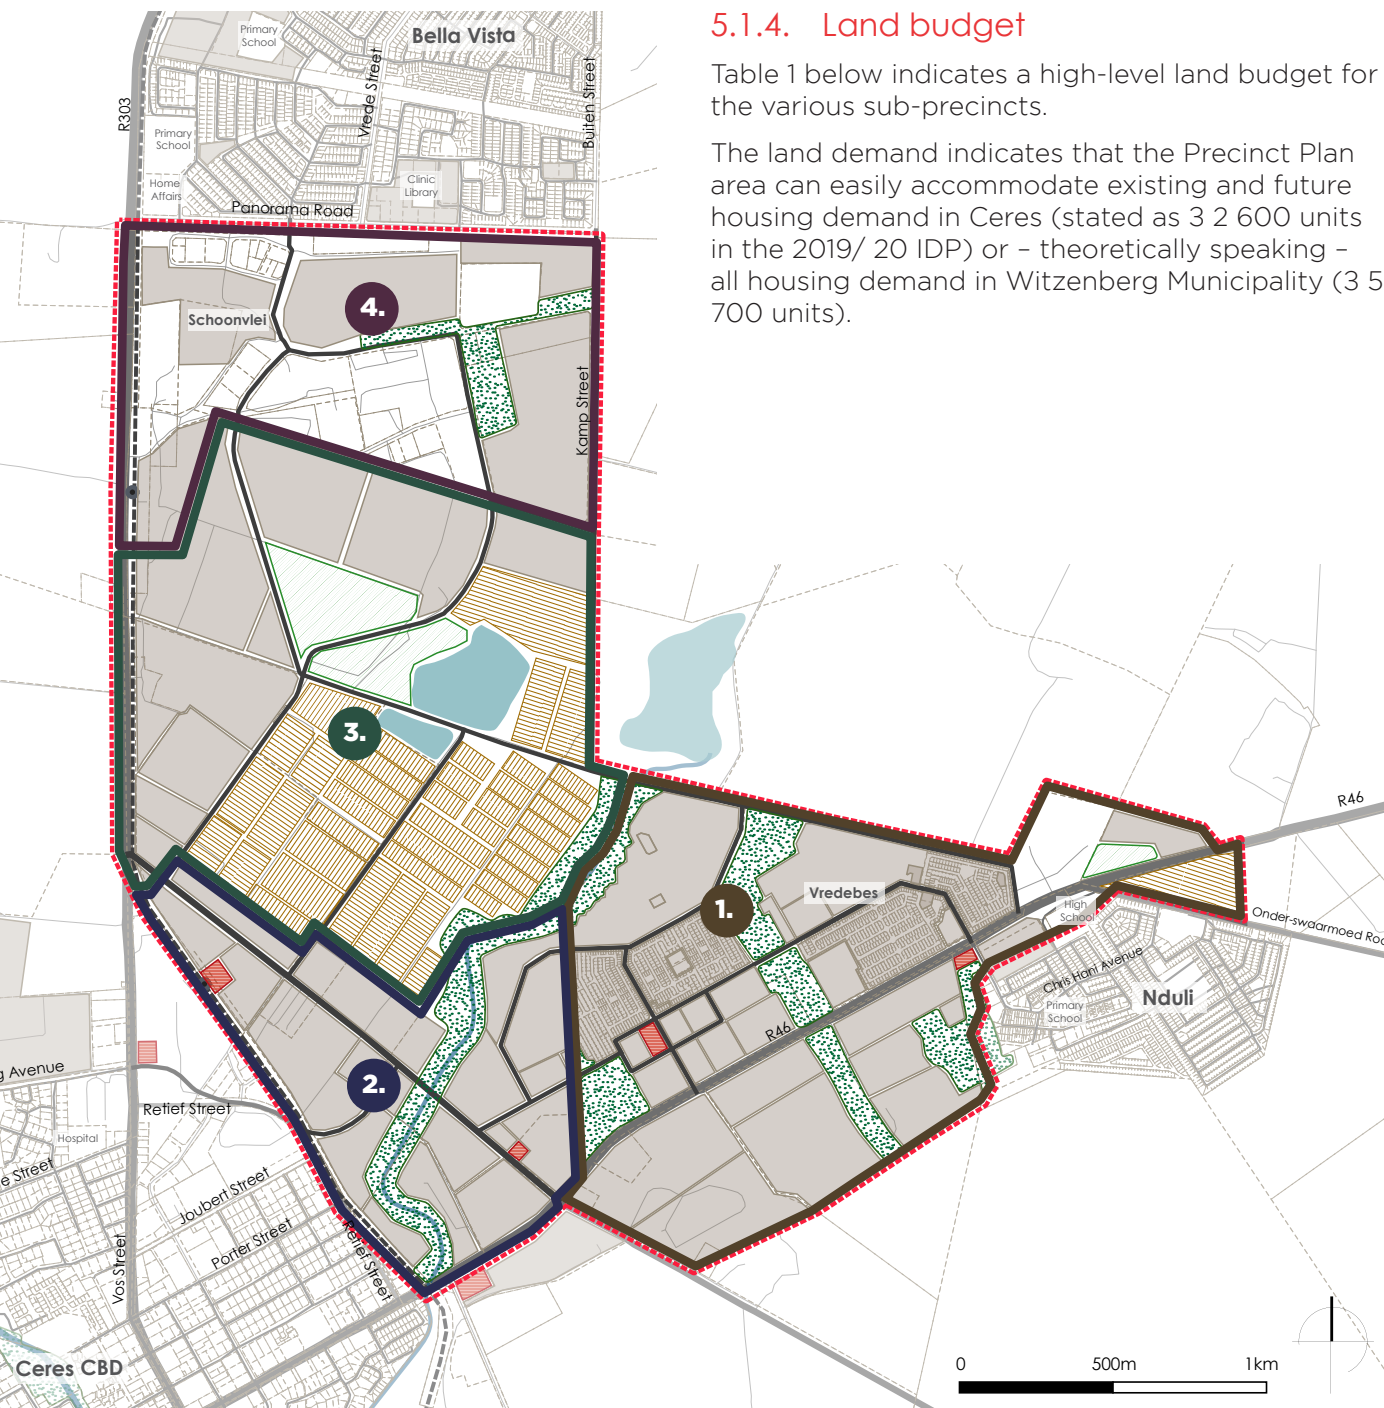 5.1.4. Land budget
Table 1 below indicates a high-level land budget for
the various sub-precincts.
The land demand indicates that the Precinct Plan
area can easily accommodate existing and future
housing demand in Ceres (stated as 3 2 600 units
in the 2019/ 20 IDP) or – theoretically speaking –
all housing demand in Witzenberg Municipality (3 5
700 units).
Primary
School
Bella Vista
R303
Vrede Street
Buiten Street
Primary
School
Home
Affairs
Clinic
Library
Panorama Road
4.
Schoonvlei
Kamp Street
3.
R46
1.
Vredebes
High
School
Onder-swaarmoed Roa
Chris Hani Avenue
Nduli
Primary
School
R46
2.
g Avenue
Retief Street
Hospital
e Street
Joubert Street
Porter Street
Retief Street
Vos Street
Ceres CBD
0 500m 1km